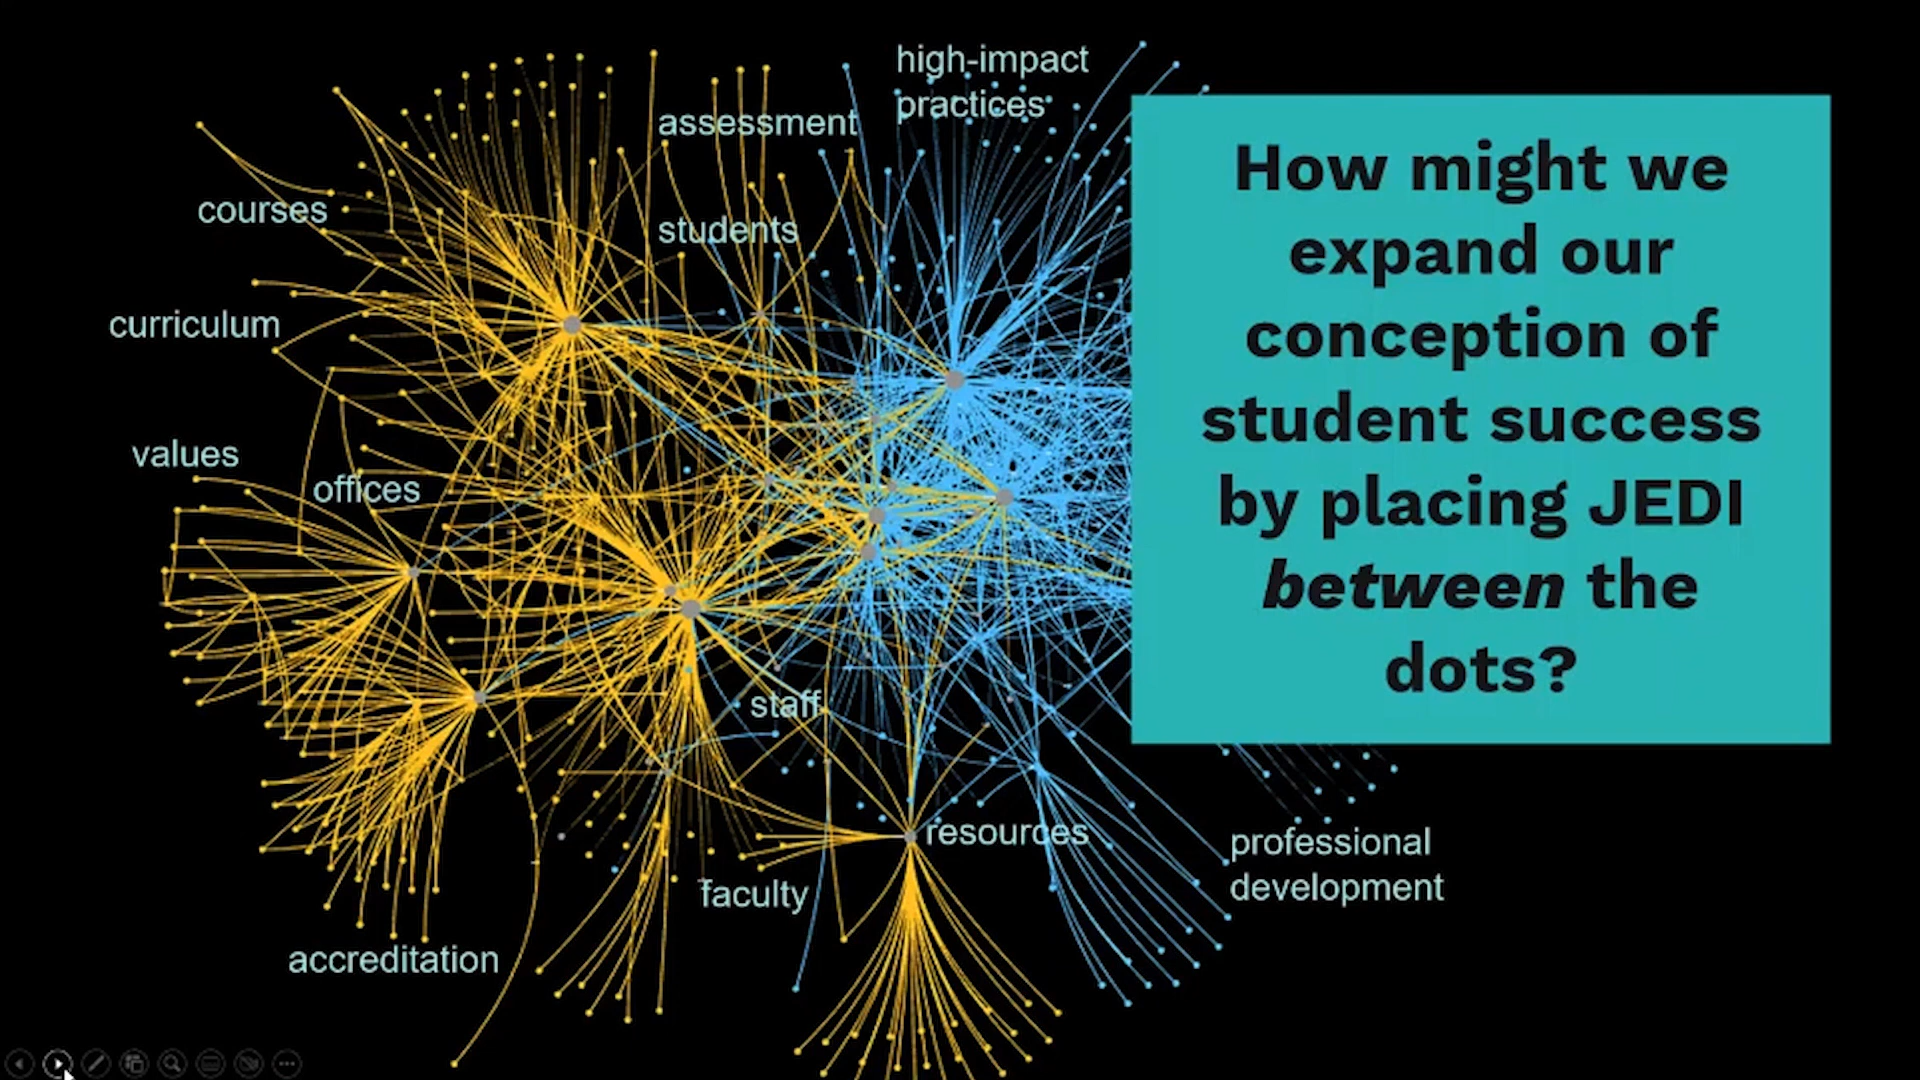 high-impact
practices
assessment
courses
students
curriculum
values
offices
staff
resources
faculty
professional
development
accreditation
How might we
expand our
conception of
student success
by placing JEDI
between the
dots?